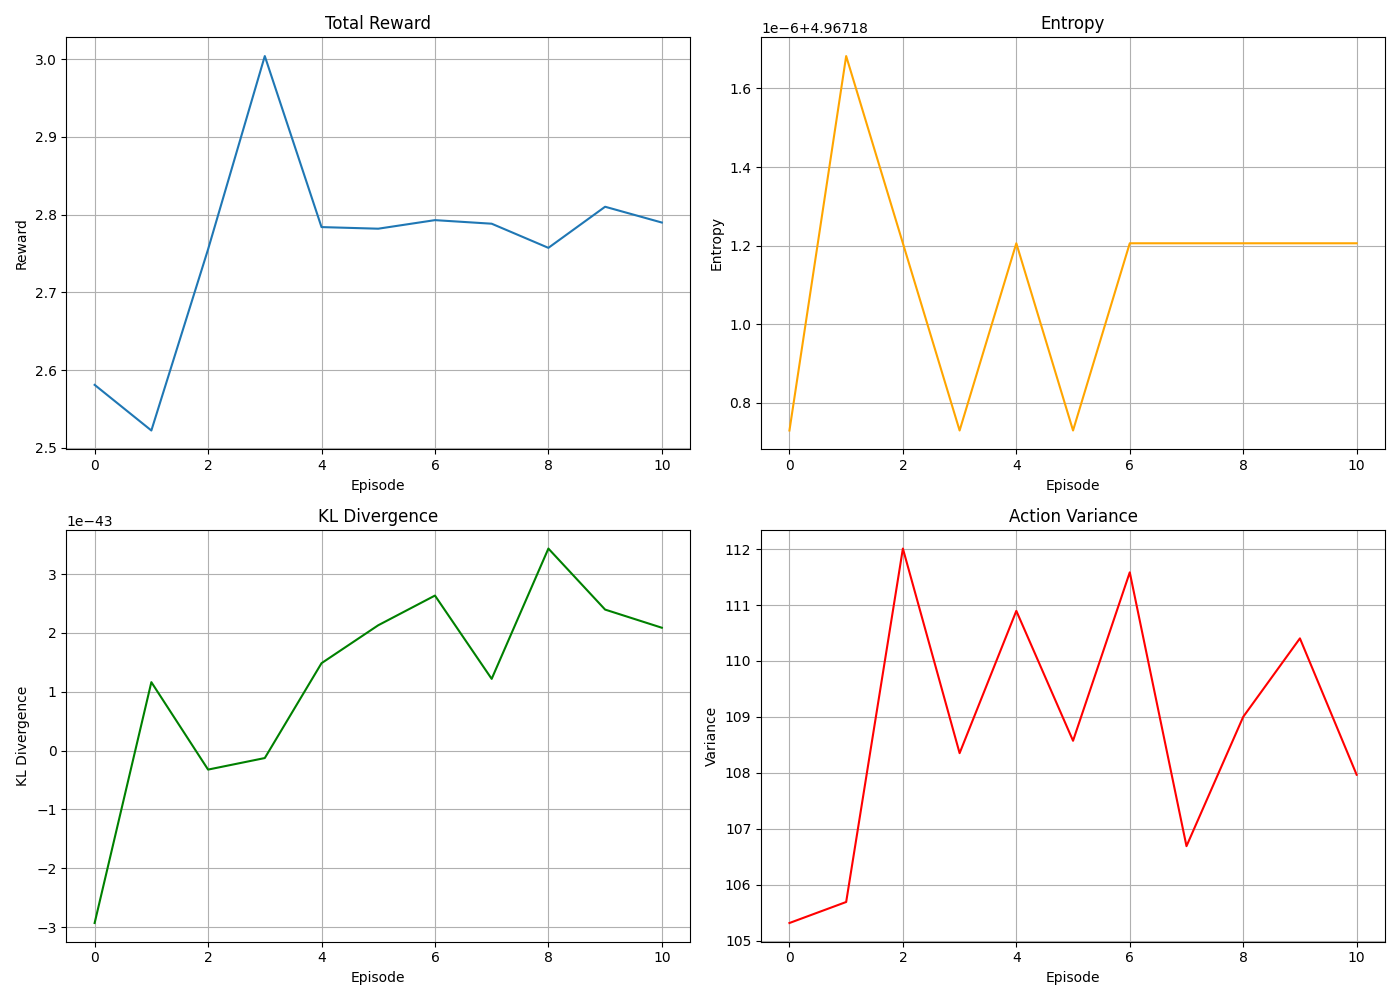 Total Reward
3.0
2.9
2.8
2.7
2.6
2.5
Reward
0 2 4 6 8 10
Episode
Entropy
1e−6+4.96718
1.6
1.4
1.2
1.0
0.8
Entropy
0 2 4 6 8 10
Episode
KL Divergence
1e−43
3
2
1
0
−1
−2
−3
KL Divergence
0 2 4 6 8 10
Episode
Action Variance
112
111
110
109
108
107
106
105
Variance
0 2 4 6 8 10
Episode